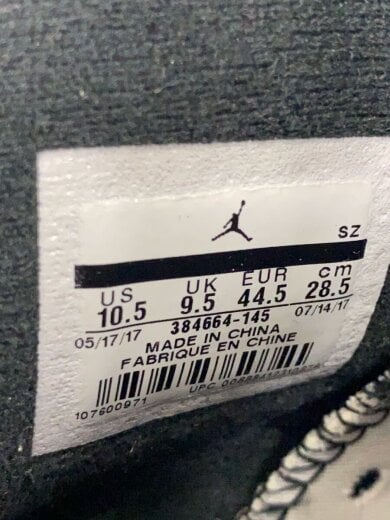 SZ
US UK EUR cm
10.5 9.5 44.5 28.5
05/17/17 384664-145 07/14/17
MADE IN CHINA
FABRIQUE EN CHINE
107600971 UPC